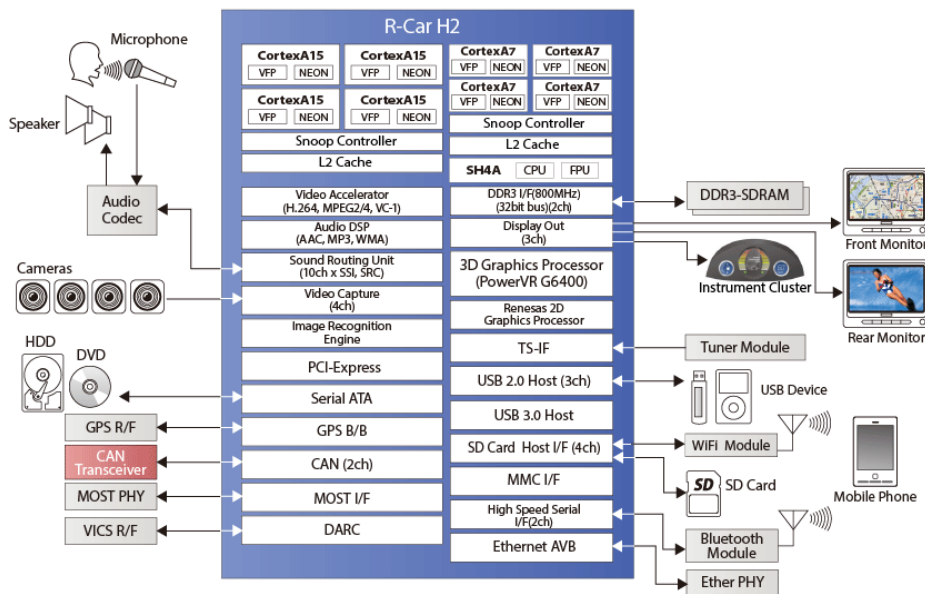 R-Car H2
Microphone
Speaker
Audio
Codec
Cameras
HDD
DVD
GPS R/F
CAN
Transceiver
MOST PHY
VICS R/F
CortexA15
VFP NEON
CortexA15
VFP NEON
CortexA15
VFP NEON
CortexA15
VFP NEON
Snoop Controller
L2 Cache
Video Accelerator
(H.264, MPEG2/4, VC-1)
Audio DSP
(AAC, MP3, WMA)
Sound Routing Unit
(10ch x SSI, SRC)
Video Capture
(4ch)
Image Recognition
Engine
PCI-Express
Serial ATA
GPS B/B
CAN (2ch)
MOST I/F
DARC
CortexA7
VFP NEON
CortexA7
VFP NEON
CortexA7
VFP NEON
CortexA7
VFP NEON
Snoop Controller
L2 Cache
SH4A CPU FPU
DDR3 I/F(800MHz)
(32bit bus)(2ch)
Display Out
(3ch)
3D Graphics Processor
(PowerVR G6400)
Renesas 2D
Graphics Processor
TS-IF
USB 2.0 Host (3ch)
USB 3.0 Host
SD Card Host I/F (4ch)
MMC I/F
High Speed Serial
I/F(2ch)
Ethernet AVB
DDR3-SDRAM
Front Monitor
Instrument Cluster
Rear Monitor
Tuner Module
USB Device
WiFi Module
SD
SD Card
Mobile Phone
Bluetooth
Module
Ether PHY